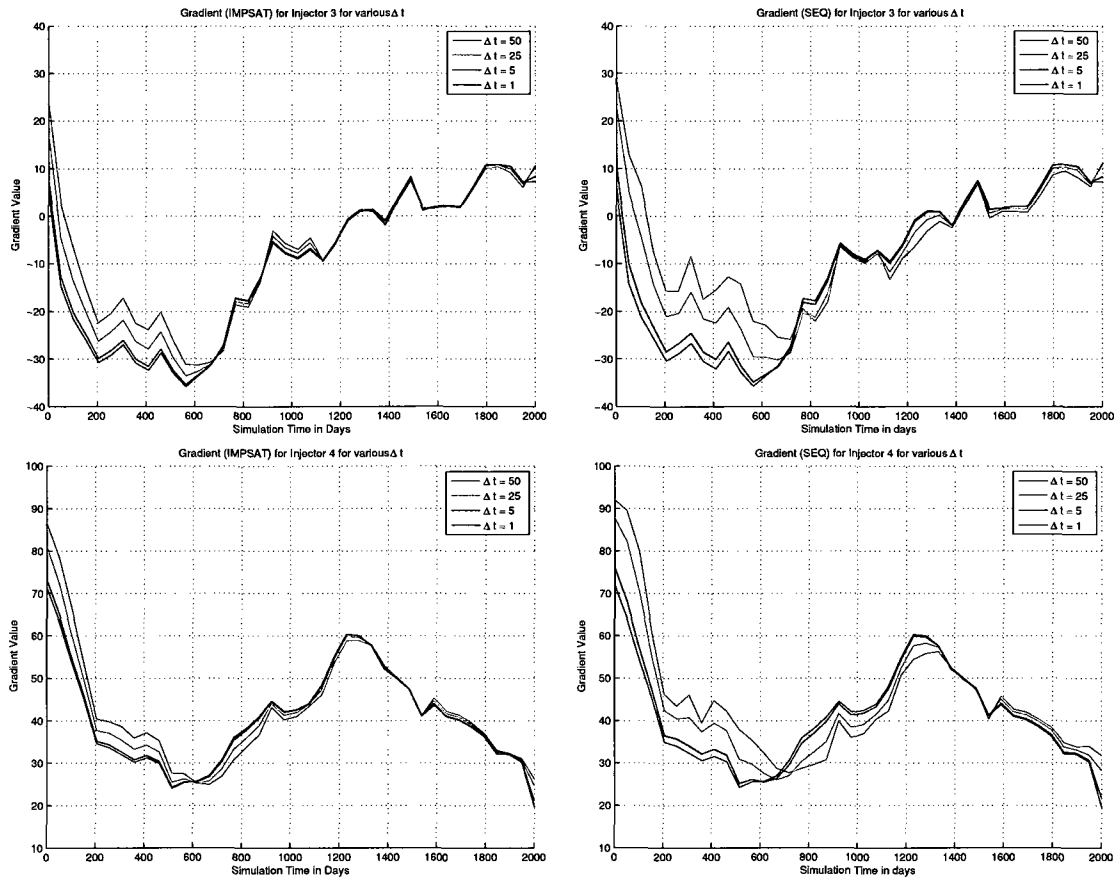 Gradient (IMPSAT) for Injector 3 for various Δ t
Δ t = 50
Δ t = 25
Δ t = 5
Δ t = 1
40
30
20
10
0
−10
−20
−30
−40
Gradient Value
0 200 400 600 800 1000 1200 1400 1600 1800 2000
Simulation Time in Days
Gradient (SEQ) for Injector 3 for various Δ t
Δ t = 50
Δ t = 25
Δ t = 5
Δ t = 1
40
30
20
10
0
−10
−20
−30
−40
Gradient Value
0 200 400 600 800 1000 1200 1400 1600 1800 2000
Simulation Time in days
Gradient (IMPSAT) for Injector 4 for various Δ t
Δ t = 50
Δ t = 25
Δ t = 5
Δ t = 1
100
90
80
70
60
50
40
30
20
10
Gradient Value
0 200 400 600 800 1000 1200 1400 1600 1800 2000
Simulation Time in Days
Gradient (SEQ) for Injector 4 for various Δ t
Δ t = 50
Δ t = 25
Δ t = 5
Δ t = 1
100
90
80
70
60
50
40
30
20
10
Gradient Value
0 200 400 600 800 1000 1200 1400 1600 1800 2000
Simulation Time in Days